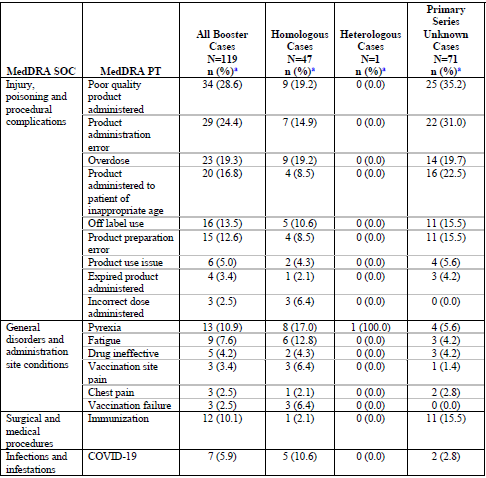 MedDRA SOC MedDRA PT All Booster Cases N=119 n (%)ᵃ Homologous Cases N=47 n (%)ᵃ Heterologous Cases N=1 n (%)ᵃ Primary Series Unknown Cases N=71 n (%)ᵃ
Injury, poisoning and procedural complications Poor quality product administered 34 (28.6) 9 (19.2) 0 (0.0) 25 (35.2)
Product administration error 29 (24.4) 7 (14.9) 0 (0.0) 22 (31.0)
Overdose 23 (19.3) 9 (19.2) 0 (0.0) 14 (19.7)
Product administered to patient of inappropriate age 20 (16.8) 4 (8.5) 0 (0.0) 16 (22.5)
Off label use 16 (13.5) 5 (10.6) 0 (0.0) 11 (15.5)
Product preparation error 15 (12.6) 4 (8.5) 0 (0.0) 11 (15.5)
Product use issue 6 (5.0) 2 (4.3) 0 (0.0) 4 (5.6)
Expired product administered 4 (3.4) 1 (2.1) 0 (0.0) 3 (4.2)
Incorrect dose administered 3 (2.5) 3 (6.4) 0 (0.0) 0 (0.0)
General disorders and administration site conditions Pyrexia 13 (10.9) 8 (17.0) 1 (100.0) 4 (5.6)
Fatigue 9 (7.6) 6 (12.8) 0 (0.0) 3 (4.2)
Drug ineffective 5 (4.2) 2 (4.3) 0 (0.0) 3 (4.2)
Vaccination site pain 3 (3.4) 3 (6.4) 0 (0.0) 1 (1.4)
Chest pain 3 (2.5) 1 (2.1) 0 (0.0) 2 (2.8)
Vaccination failure 3 (2.5) 3 (6.4) 0 (0.0) 0 (0.0)
Surgical and medical procedures Immunization 12 (10.1) 1 (2.1) 0 (0.0) 11 (15.5)
Infections and infestations COVID-19 7 (5.9) 5 (10.6) 0 (0.0) 2 (2.8)